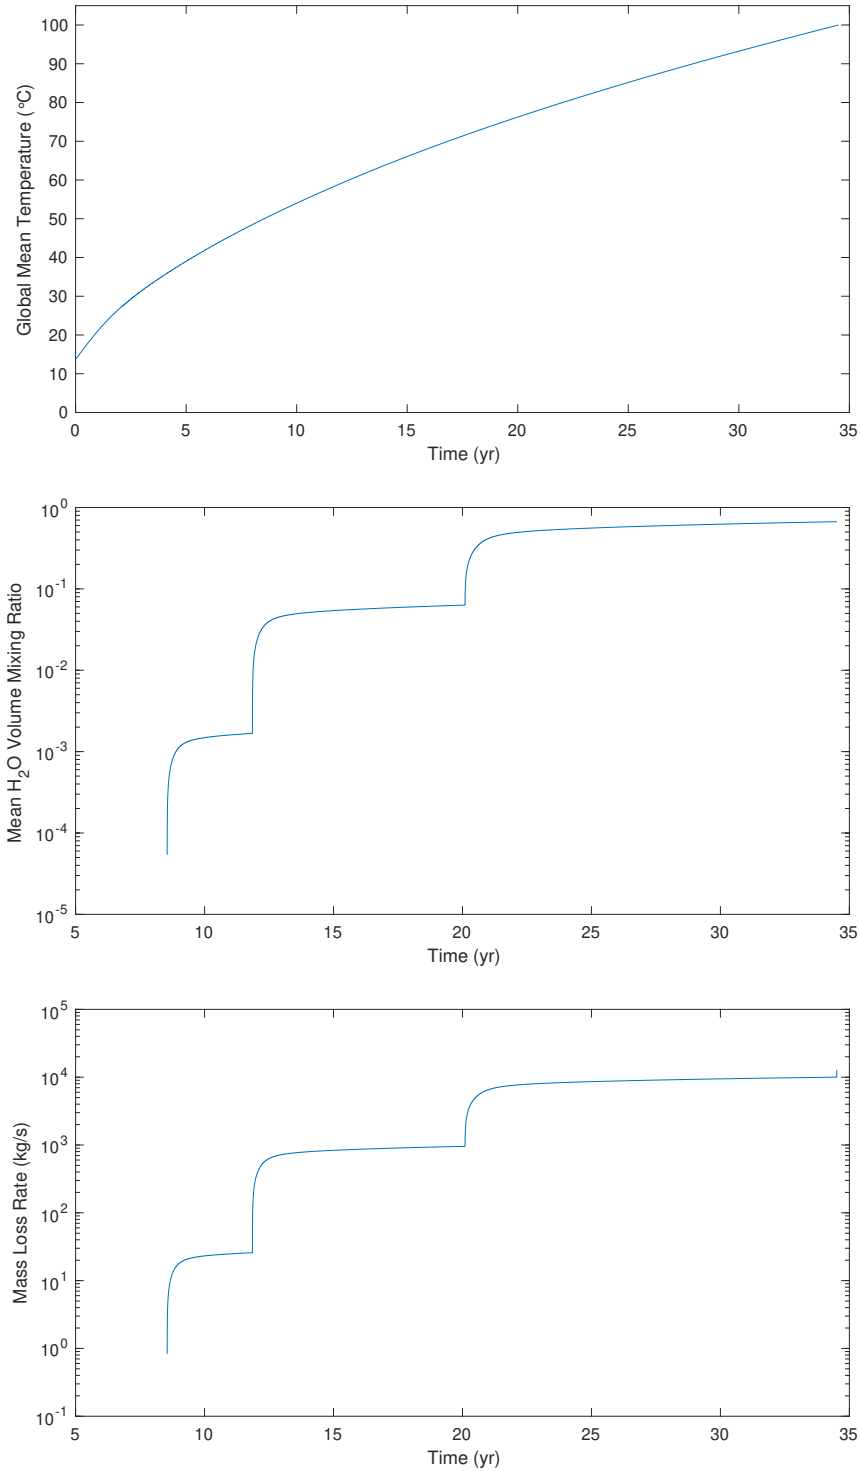 100
90
80
70
60
50
40
30
20
10
0
Global Mean Temperature (°C)
0 5 10 15 20 25 30 35
Time (yr)
10^0
10^-1
10^-2
10^-3
10^-4
10^-5
Mean H_2O Volume Mixing Ratio
5 10 15 20 25 30 35
Time (yr)
10^5
10^4
10^3
10^2
10^1
10^0
10^-1
Mass Loss Rate (kg/s)
5 10 15 20 25 30 35
Time (yr)